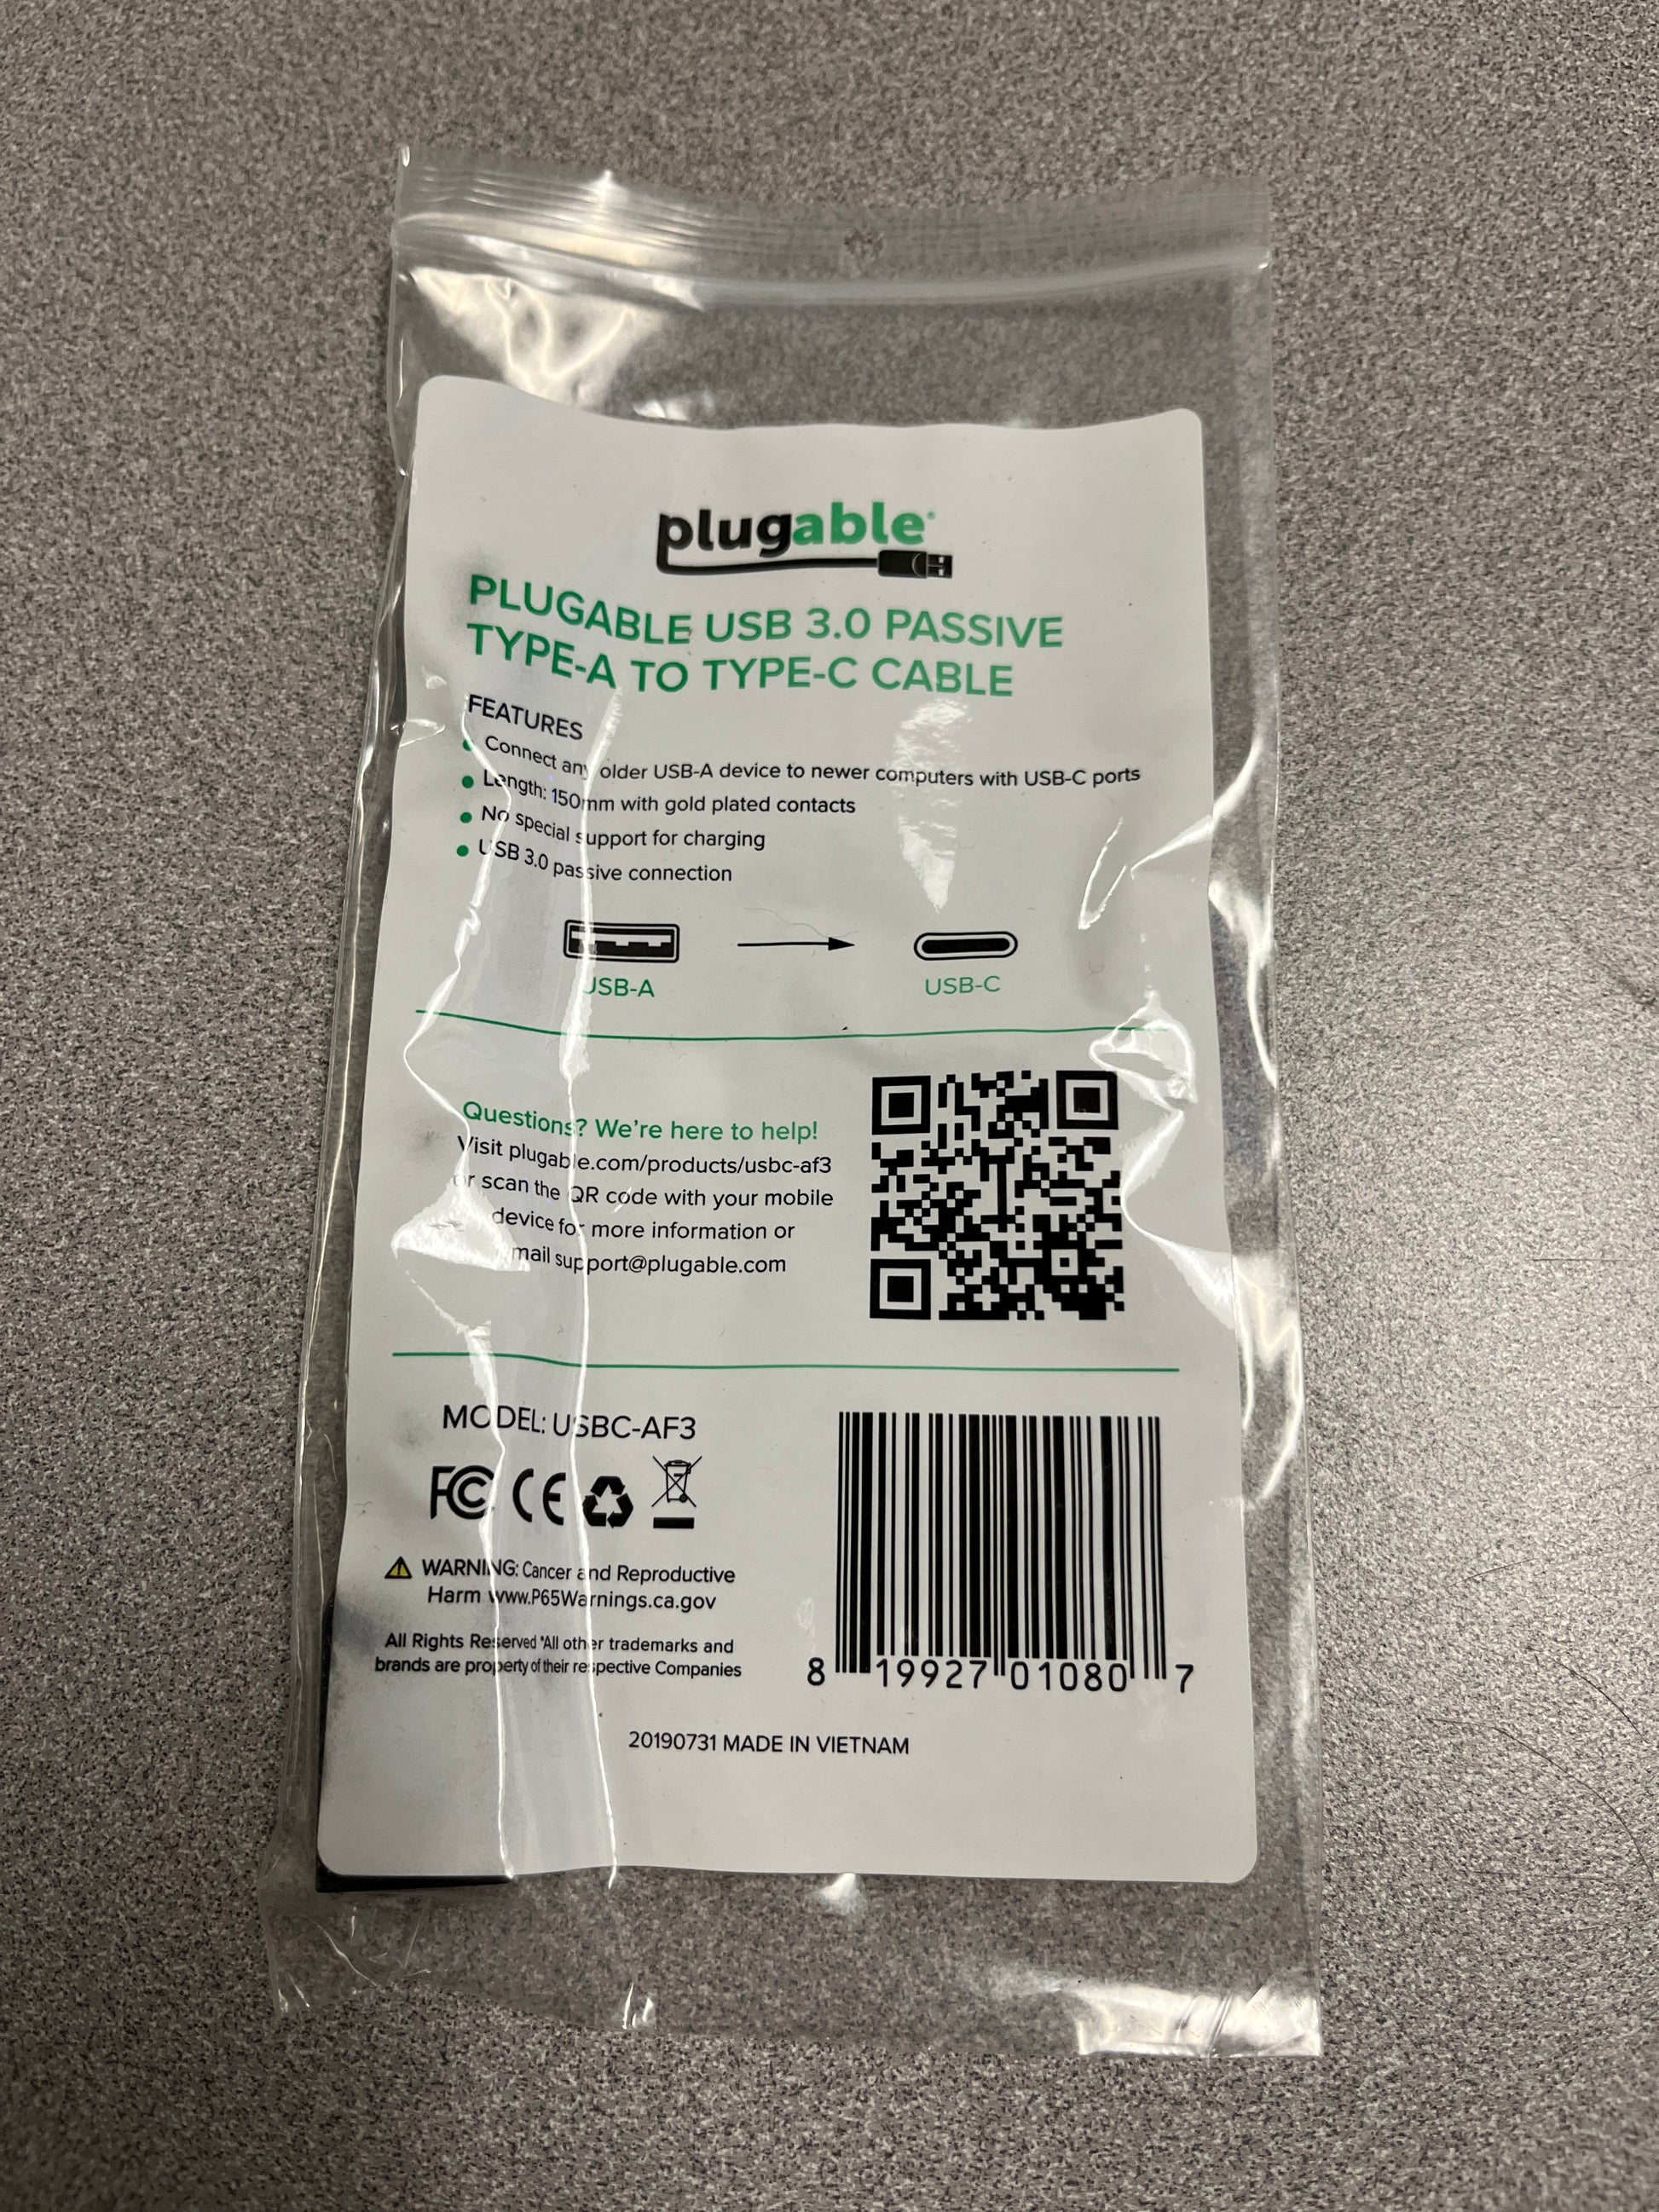 plugable®
PLUGABLE USB 3.0 PASSIVE
TYPE-A TO TYPE-C CABLE
FEATURES
Connect any older USB-A device to newer computers with USB-C ports
Length: 150mm with gold plated contacts
No special support for charging
USB 3.0 passive connection
USB-A
USB-C
Questions? We're here to help!
Visit plugable.com/products/usbc-af3
or scan the QR code with your mobile
device for more information or
email support@plugable.com
MODEL: USBC-AF3
FC CE
WARNING: Cancer and Reproductive
Harm www.P65Warnings.ca.gov
All Rights Reserved *All other trademarks and
brands are property of their respective Companies
8 19927 01080 7
20190731 MADE IN VIETNAM